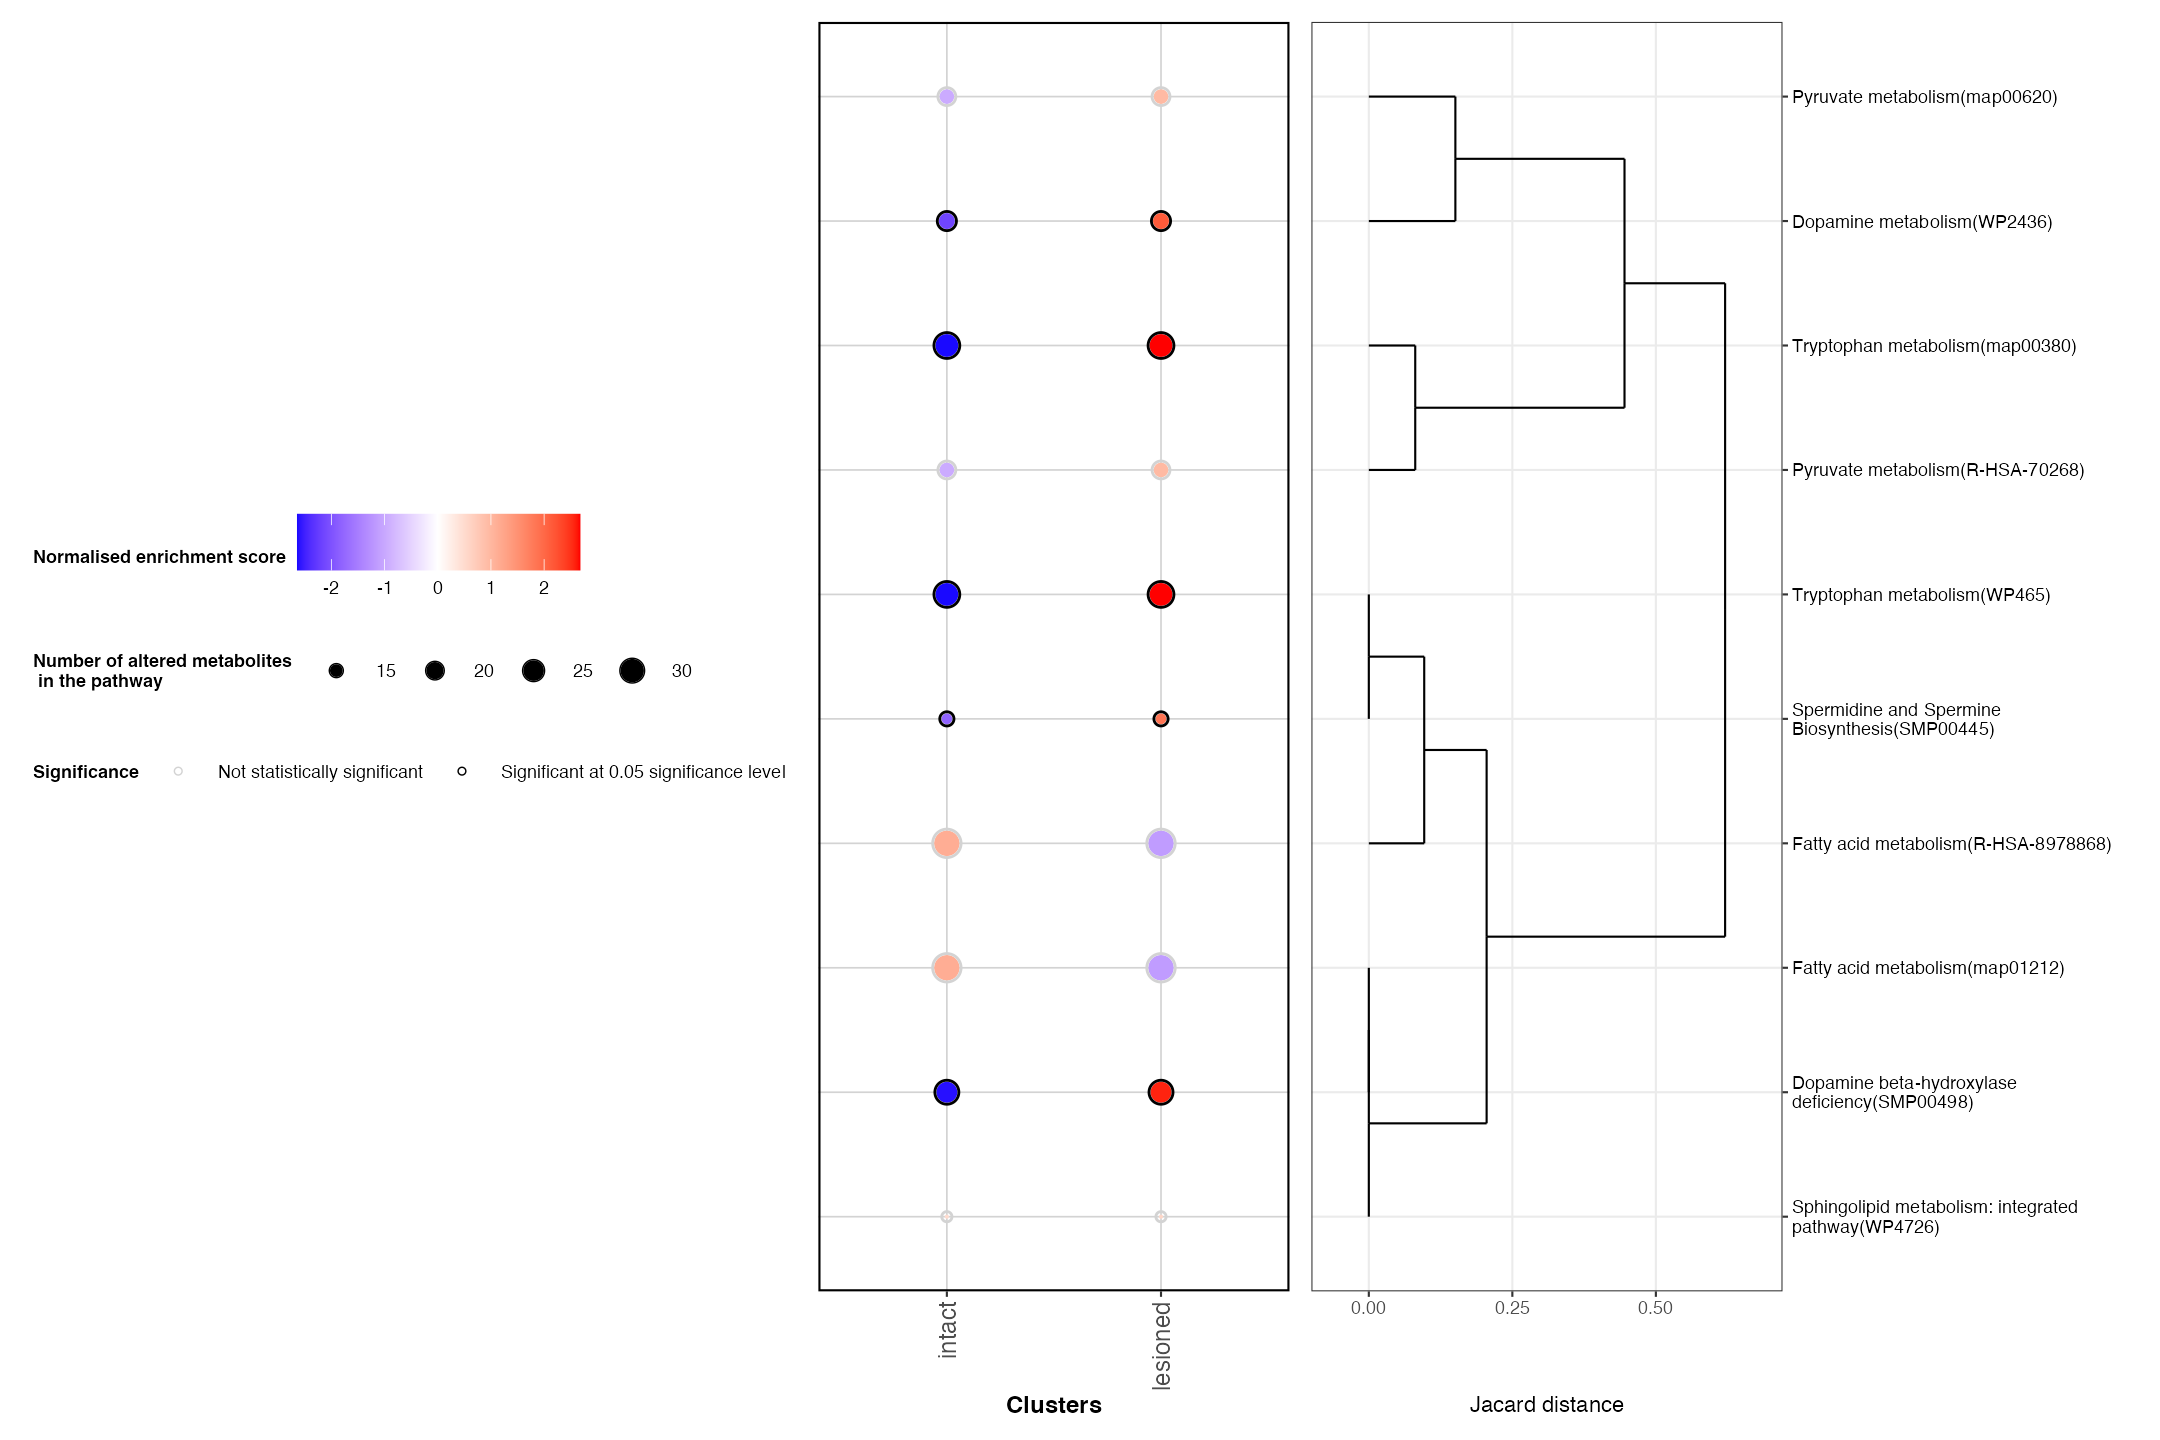 Normalised enrichment score
-2 -1 0 1 2
Number of altered metabolites
in the pathway
15 20 25 30
Significance Not statistically significant Significant at 0.05 significance level
intact
lesioned
Clusters
Pyruvate metabolism(map00620)
Dopamine metabolism(WP2436)
Tryptophan metabolism(map00380)
Pyruvate metabolism(R-HSA-70268)
Tryptophan metabolism(WP465)
Spermidine and Spermine
Biosynthesis(SMP00445)
Fatty acid metabolism(R-HSA-8978868)
Fatty acid metabolism(map01212)
Dopamine beta-hydroxylase
deficiency(SMP00498)
Sphingolipid metabolism: integrated
pathway(WP4726)
0.00 0.25 0.50
Jacard distance